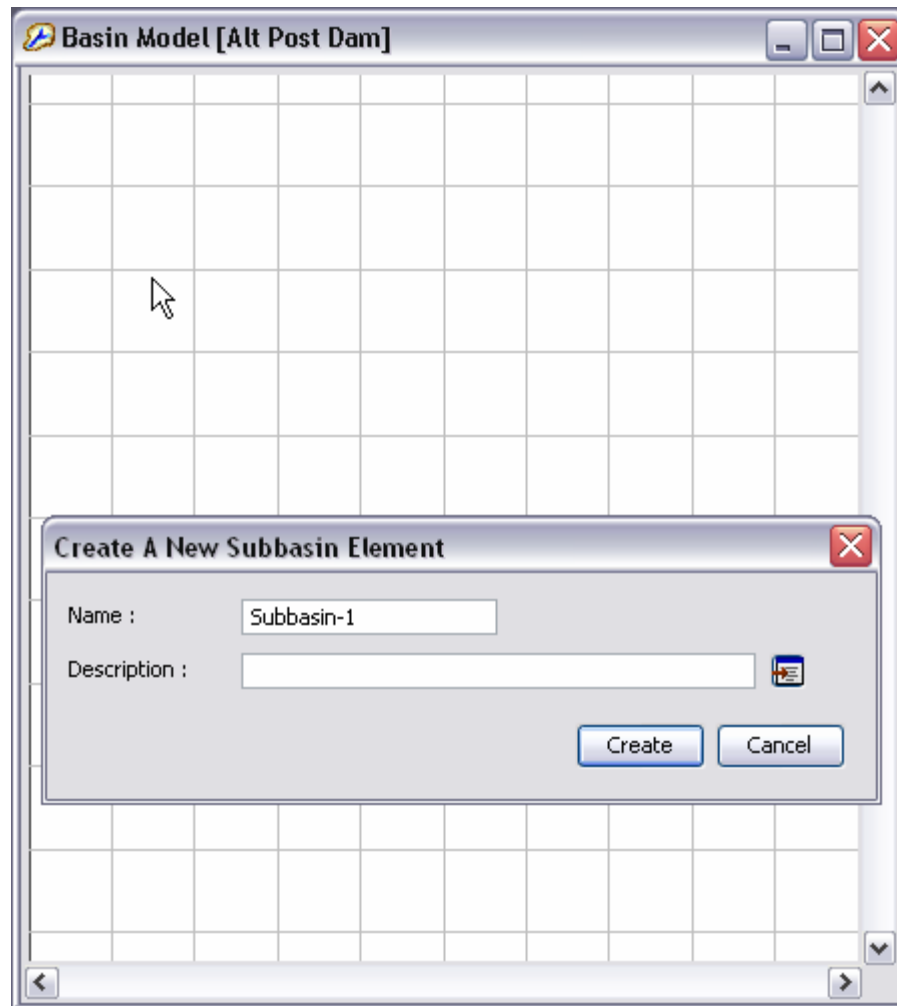 Basin Model [Alt Post Dam]
Create A New Subbasin Element
Name : Subbasin-1
Description :
Create Cancel